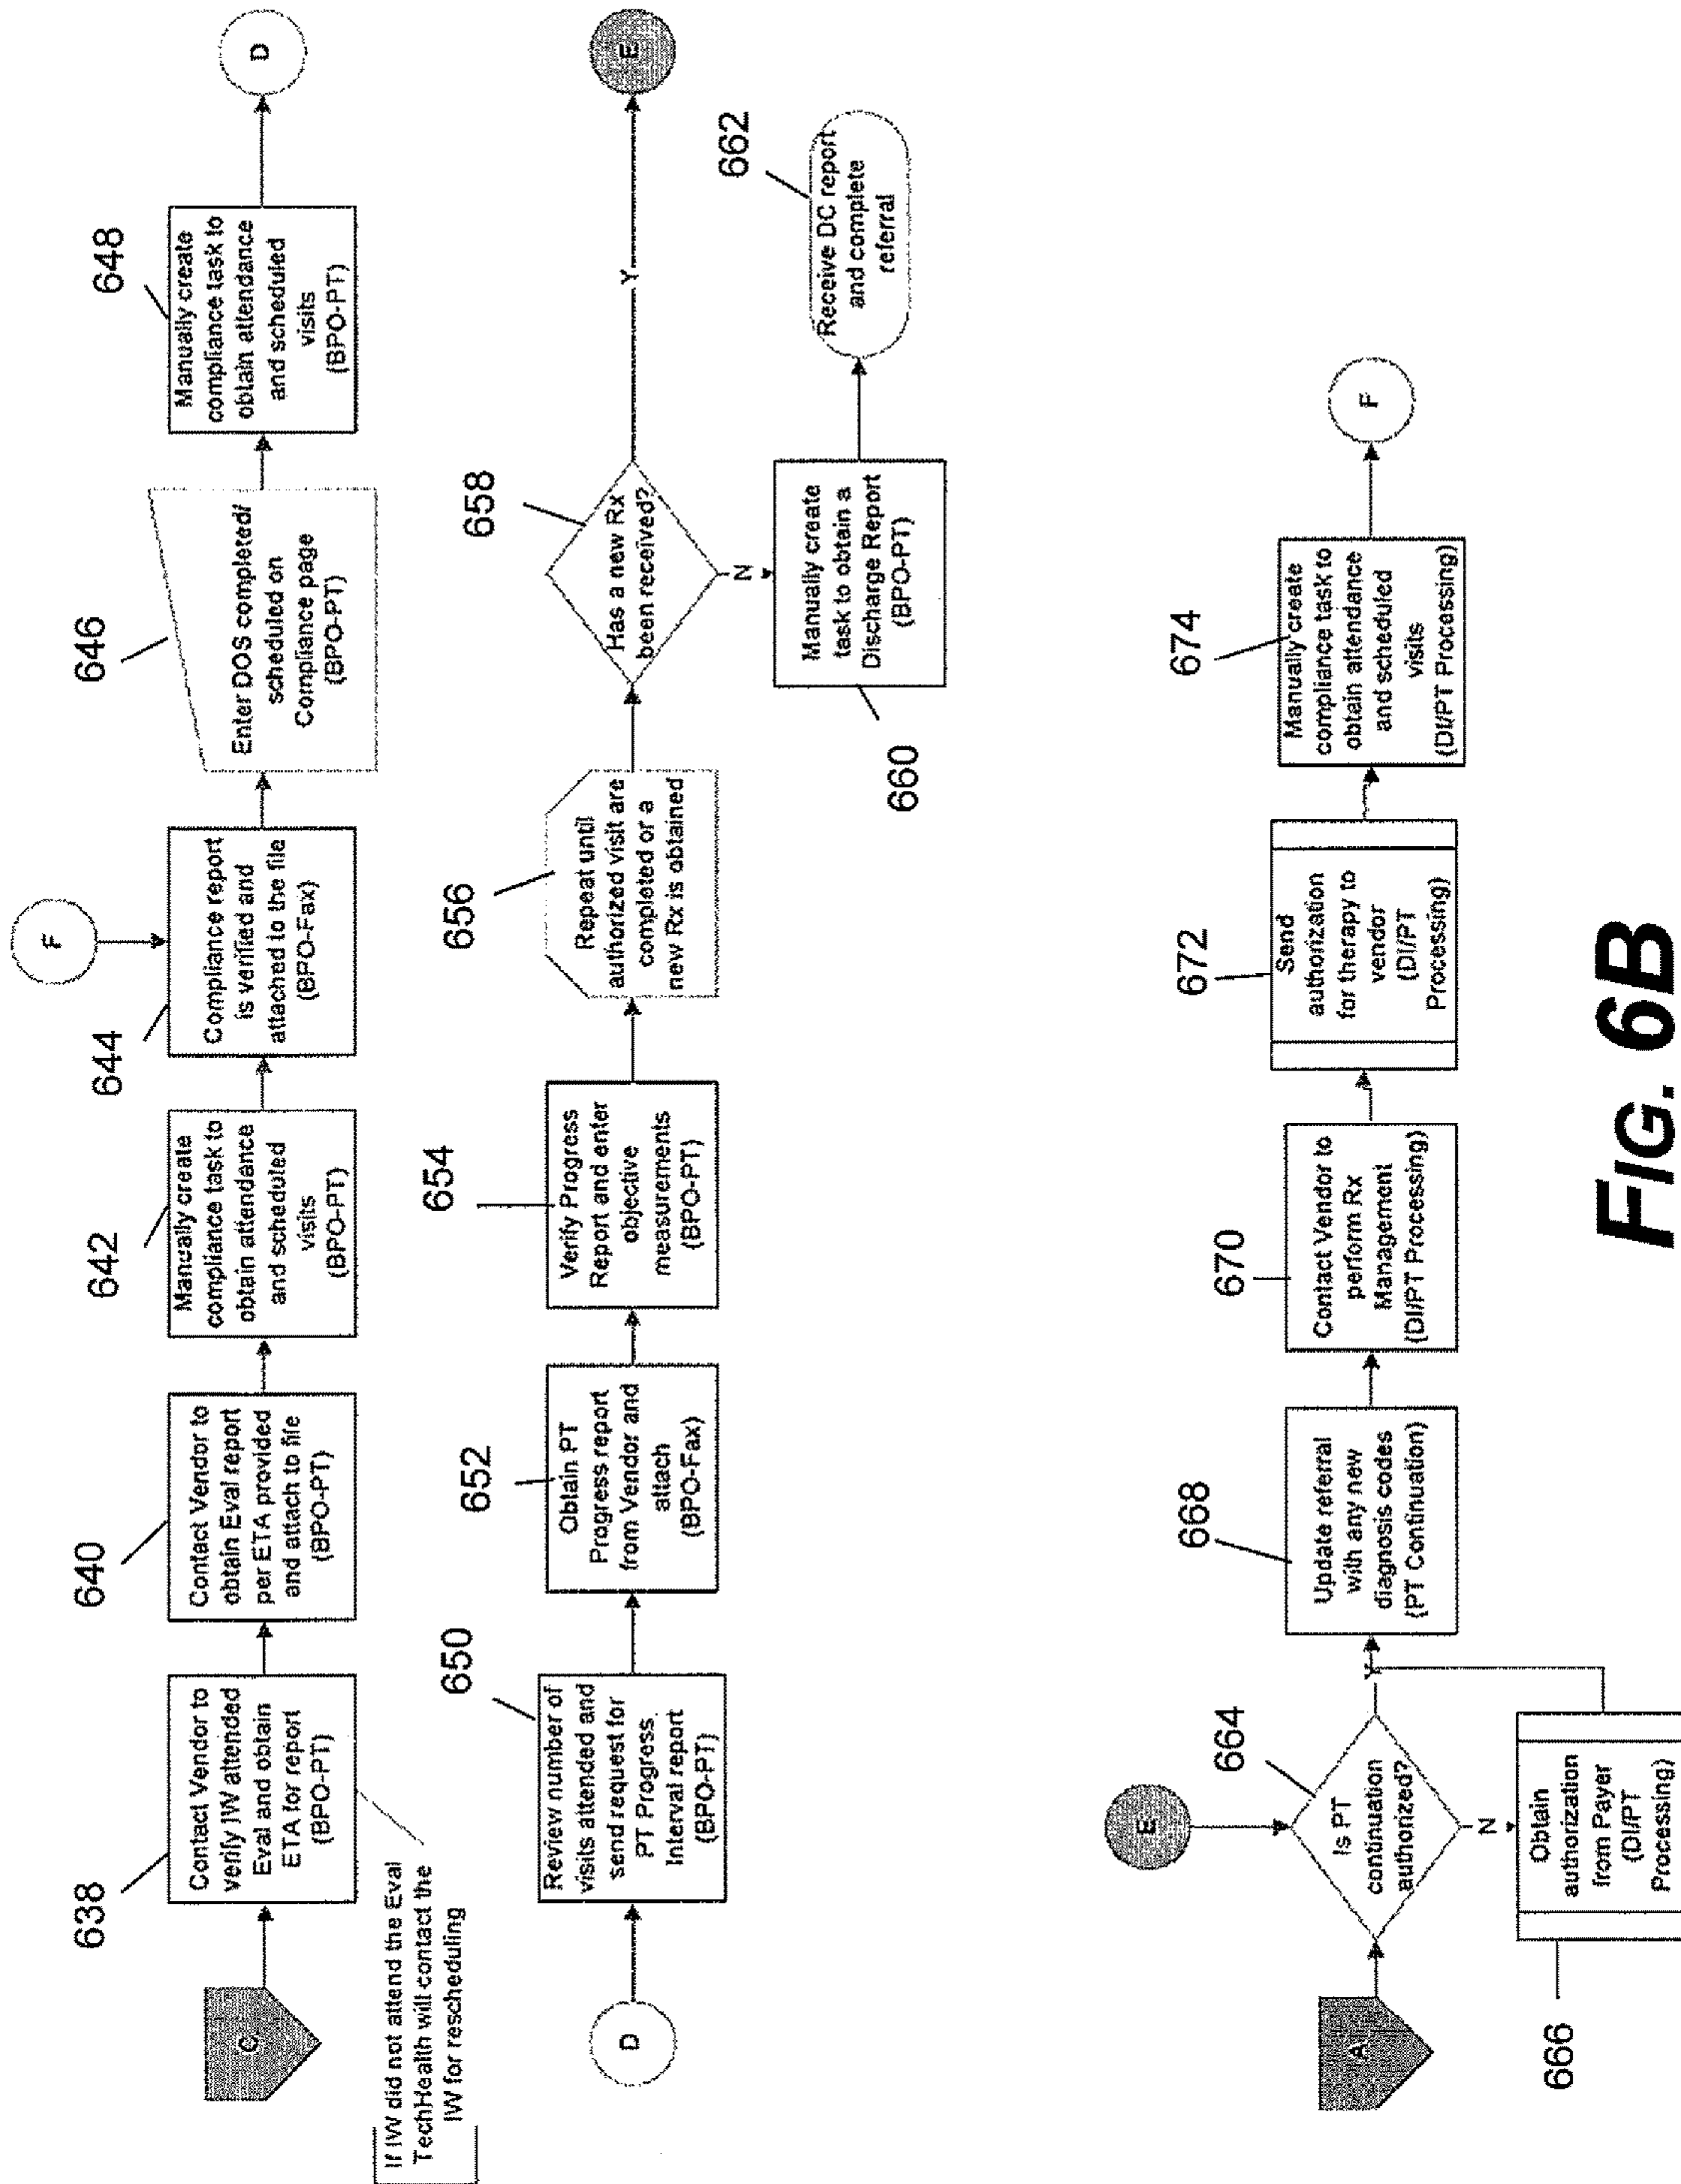 C
638
Contact Vendor to
verify IW attended
Eval and obtain
ETA for report
(BPO-PT)
If IW did not attend the Eval
TechHealth will contact the
IW for rescheduling
640
Contact Vendor to
obtain Eval report
per ETA provided
and attach to file
(BPO-PT)
642
Manually create
compliance task to
obtain attendance
and scheduled
visits
(BPO-PT)
F
644
Compliance report
is verified and
attached to the file
(BPO-Fax)
646
Enter DOS completed/
scheduled on
Compliance page
(BPO-PT)
648
Manually create
compliance task to
obtain attendance
and scheduled
visits
(BPO-PT)
D
D
650
Review number of
visits attended and
send request for
PT Progress
Interval report
(BPO-PT)
652
Obtain PT
Progress report
from Vendor and
attach
(BPO-Fax)
654
Verify Progress
Report and enter
objective
measurements
(BPO-PT)
656
Repeat until
authorized visit are
completed or a
new Rx is obtained
658
Has a new Rx
been received?
Y
E
N
660
Manually create
task to obtain a
Discharge Report
(BPO-PT)
662
Receive DC report
and complete
referral
A
E
664
Is PT
continuation
authorized?
Y
N
666
Obtain
authorization
from Payer
(DI/PT
Processing)
668
Update referral
with any new
diagnosis codes
(PT Continuation)
670
Contact Vendor to
perform Rx
Management
(DI/PT Processing)
672
Send
authorization
for therapy to
vendor
(DI/PT
Processing)
674
Manually create
compliance task to
obtain attendance
and scheduled
visits
(DI/PT Processing)
F
FIG. 6B